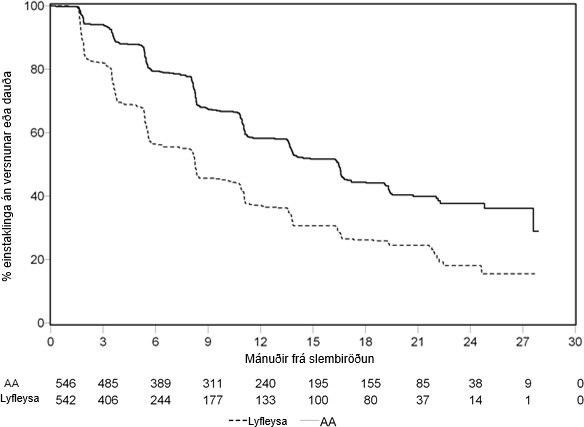 % einstaklinga án versnunar eða dauða
100
80
60
40
20
0
0 3 6 9 12 15 18 21 24 27 30
Mánuðir frá slembiröðun
AA 546 485 389 311 240 195 155 85 38 9 0
Lyfleysa 542 406 244 177 133 100 80 37 14 1 0
Lyfleysa AA